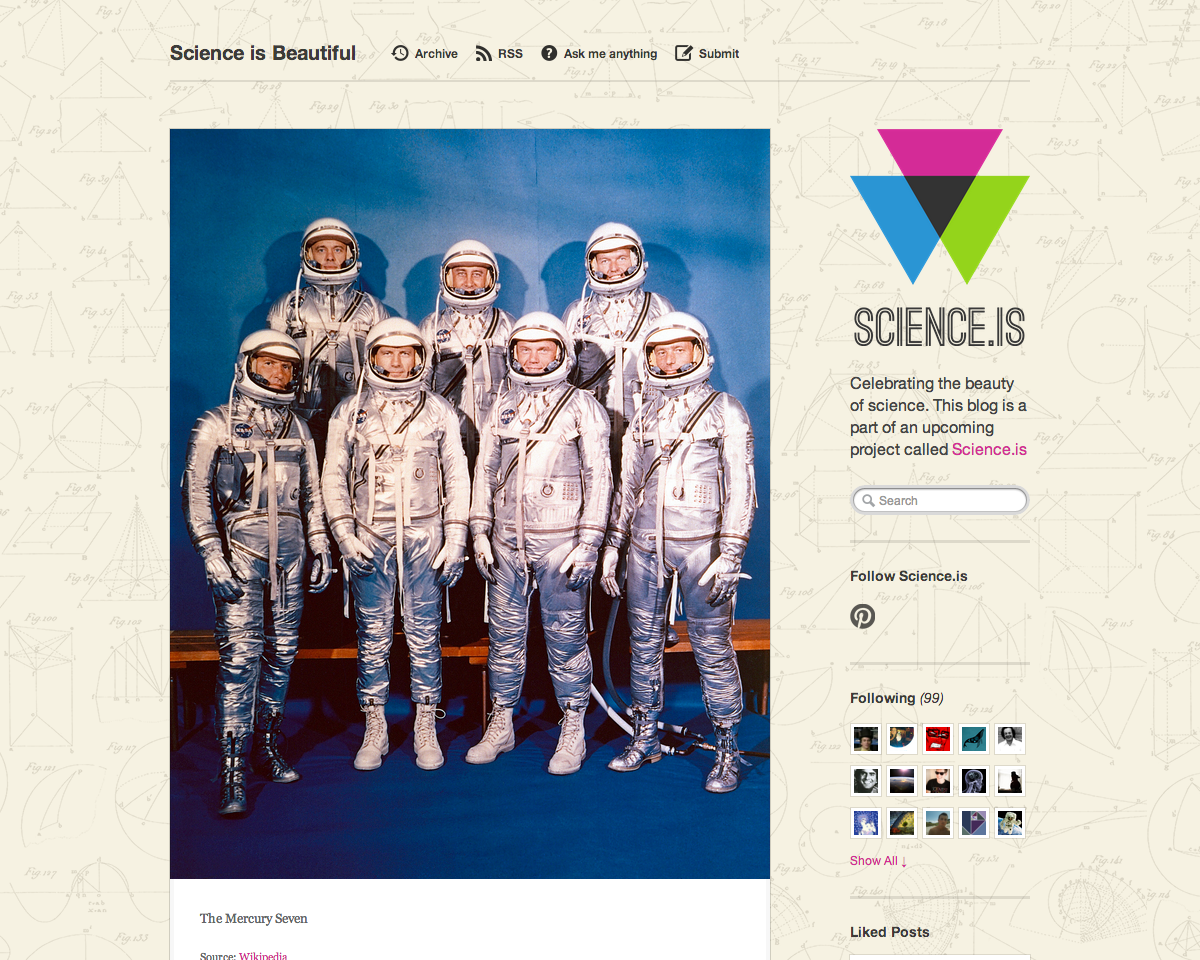 Science is Beautiful
Archive
RSS
Ask me anything
Submit
SCIENCE.IS
Celebrating the beauty
of science. This blog is a
part of an upcoming
project called Science.is
Search
Follow Science.is
Following (99)
Show All ↓
Liked Posts
NASA
The Mercury Seven
Source: Wikipedia